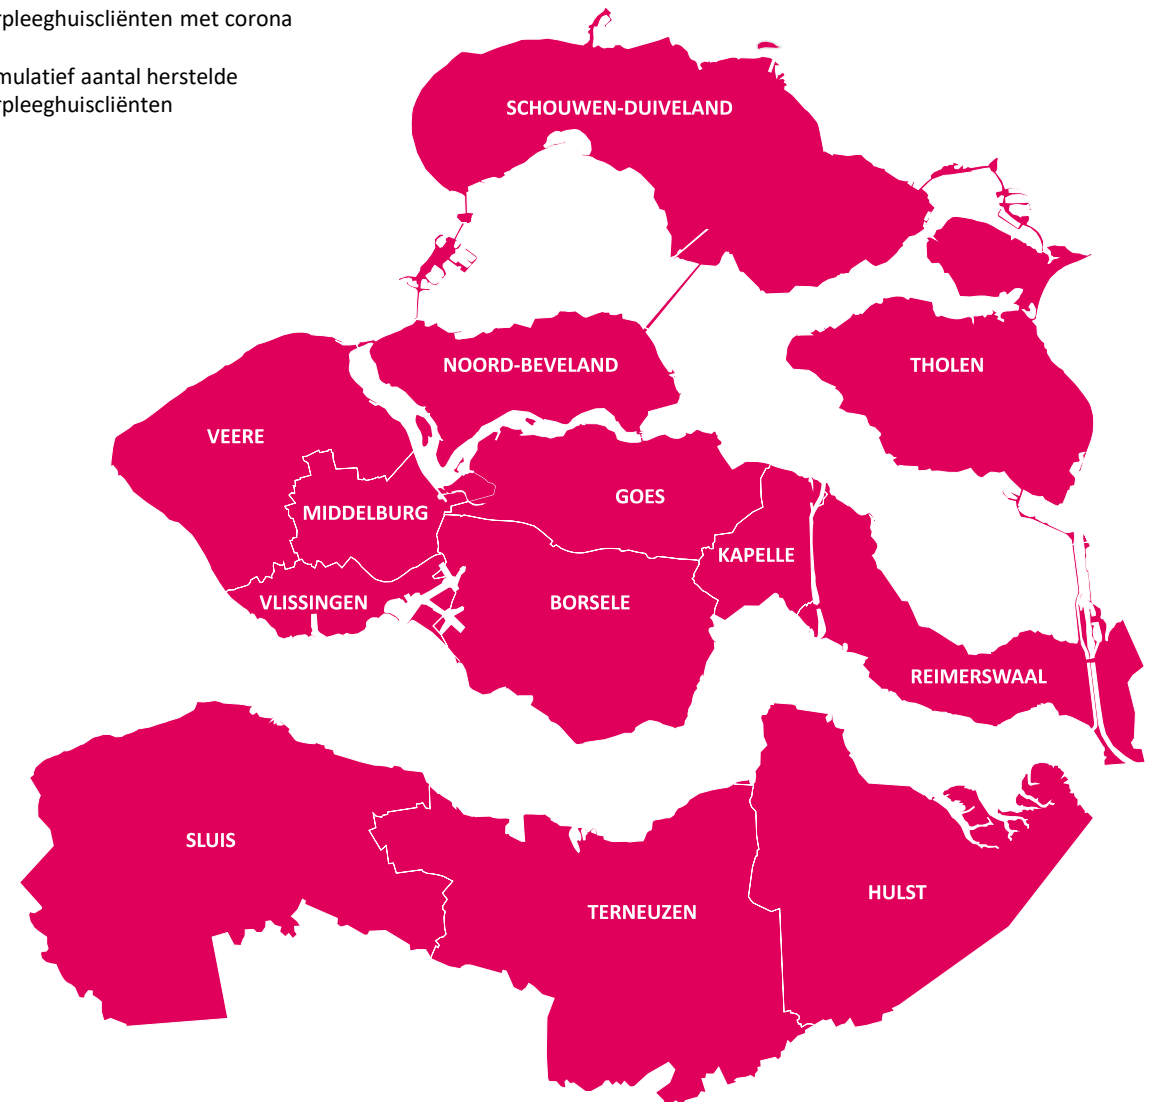 rpleeghuiscliënten met corona
mulatief aantal herstelde
rpleeghuiscliënten
SCHOUWEN-DUIVELAND
NOORD-BEVELAND
THOLEN
VEERE
GOES
MIDDELBURG
KAPELLE
VLISSINGEN
BORSELE
REIMERSWAAL
SLUIS
HULST
TERNEUZEN